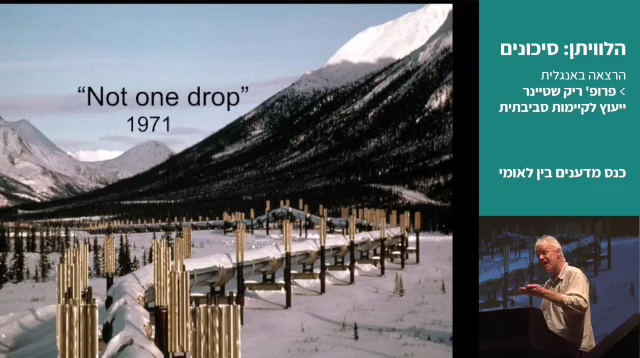 “Not one drop”
1971
הלוויתן: סיכונים
הרצאה באנגלית
> פרופ' ריק שטיינר
ייעוץ לקיימות סביבתית
כנס מדענים בין לאומי